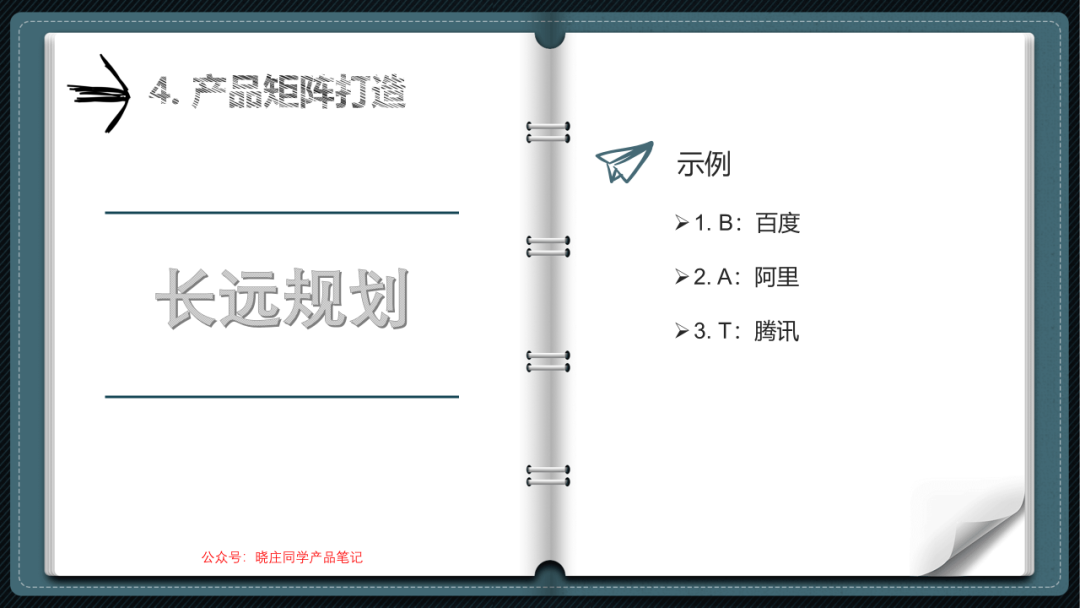 4. 产品矩阵打造
长远规划
公众号：晓庄同学产品笔记
示例
1. B：百度
2. A：阿里
3. T：腾讯